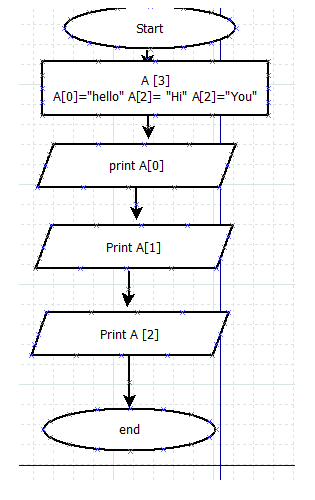 Start
A [3]
A[0]="hello" A[2]= "Hi" A[2]="You"
print A[0]
Print A[1]
Print A [2]
end